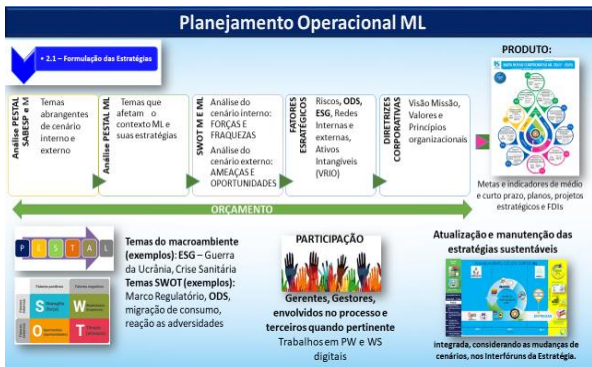 Planejamento Operacional ML
• 2.1 – Formulação das Estratégias
PRODUTO:
Análise PESTAL
SABESP e M
Temas
abrangentes
de cenário
interno e
externo
Análise PESTAL ML
Temas que
afetam o
contexto ML e
suas estratégias
SWOT M E ML
Análise do
cenário interno:
FORÇAS E
FRAQUEZAS
Análise do
cenário externo:
AMEAÇAS E
OPORTUNIDADES
FATORES
ESRATÉGICOS
Riscos, ODS,
ESG, Redes
Internas e
externas,
Ativos
Intangíveis
(VRIO)
DIRETRIZES
CORPORATIVAS
Visão Missão,
Valores e
Princípios
organizacionais
Metas e indicadores de médio
e curto prazo, planos, projetos
estratégicos e FDIs
ORÇAMENTO
P E S T A L
S W
O T
Temas do macroambiente
(exemplos): ESG – Guerra
da Ucrânia, Crise Sanitária
Temas SWOT (exemplos):
Marco Regulatório, ODS,
migração de consumo,
reação as adversidades
PARTICIPAÇÃO
Gerentes, Gestores,
envolvidos no processo e
terceiros quando pertinente
Trabalhos em PW e WS
digitais
Atualização e manutenção das
estratégias sustentáveis
integrada, considerando as mudanças de
cenários, nos Interfóruns da Estratégia.